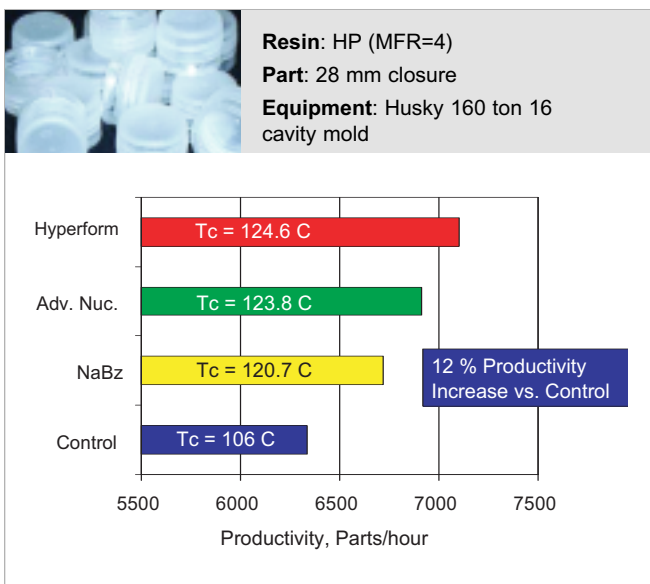 Resin: HP (MFR=4)
Part: 28 mm closure
Equipment: Husky 160 ton 16
cavity mold
Hyperform
Tc = 124.6 C
Adv. Nuc.
Tc = 123.8 C
NaBz
Tc = 120.7 C
12 % Productivity
Increase vs. Control
Control
Tc = 106 C
5500 6000 6500 7000 7500
Productivity, Parts/hour